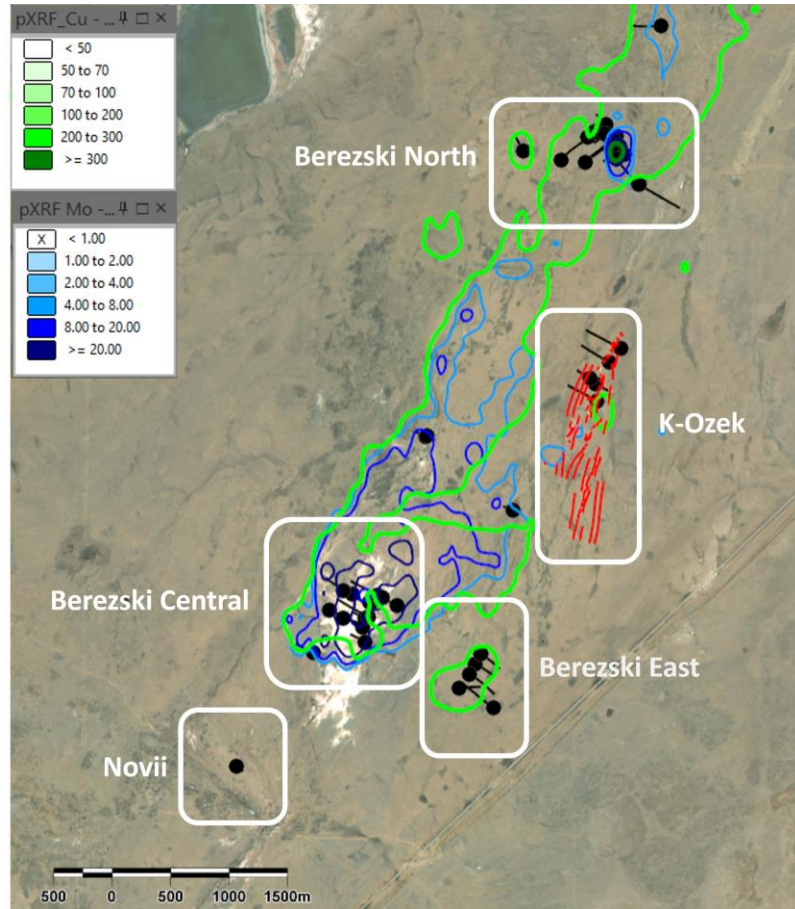 pXRF_Cu - ...
< 50
50 to 70
70 to 100
100 to 200
200 to 300
>= 300
pXRF Mo - ...
X < 1.00
1.00 to 2.00
2.00 to 4.00
4.00 to 8.00
8.00 to 20.00
>= 20.00
Berezski North
K-Ozek
Berezski Central
Berezski East
Novii
500 0 500 1000 1500m